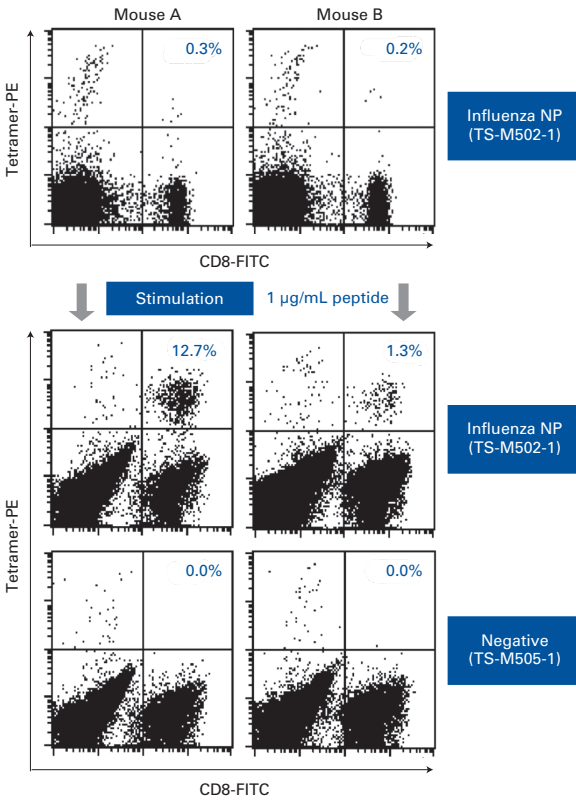 Mouse A
Mouse B
0.3%
0.2%
Tetramer-PE
Influenza NP
(TS-M502-1)
CD8-FITC
Stimulation
1 µg/mL peptide
12.7%
1.3%
Influenza NP
(TS-M502-1)
Tetramer-PE
0.0%
0.0%
Negative
(TS-M505-1)
CD8-FITC